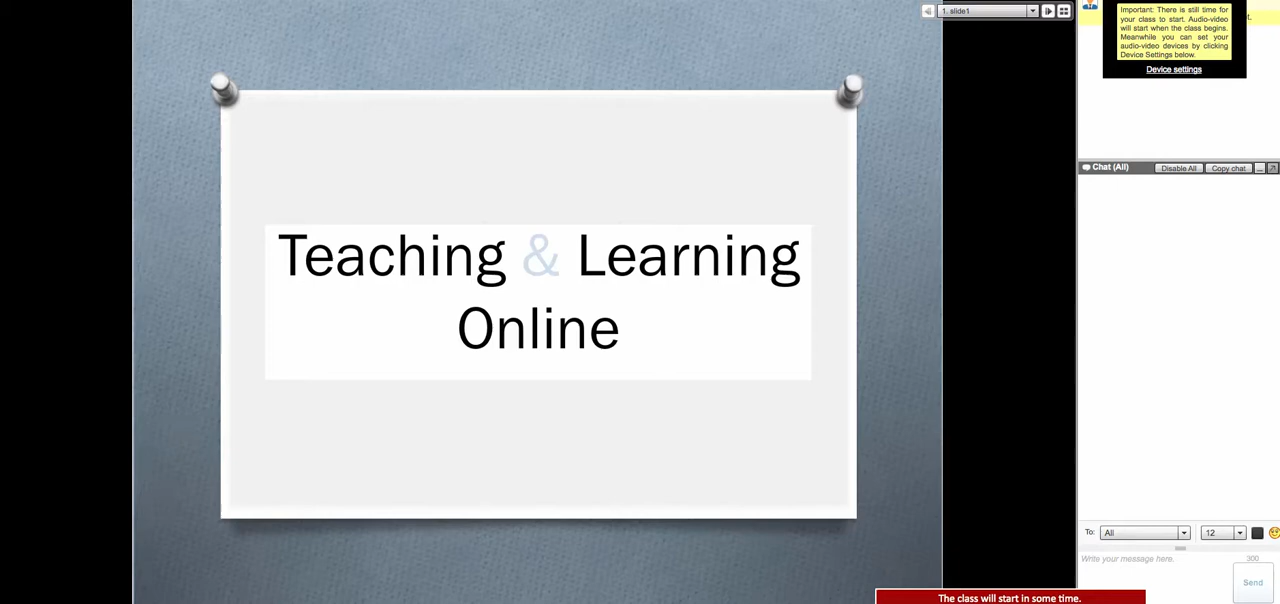 Teaching & Learning
Online
1. slide1
Important: There is still time for
your class to start. Audio-video
will start when the class begins.
Meanwhile you can set your
audio-video devices by clicking
Device Settings below.
Device settings
Chat (All)
Disable All
Copy chat
To:
All
12
Write your message here.
300
Send
The class will start in some time.